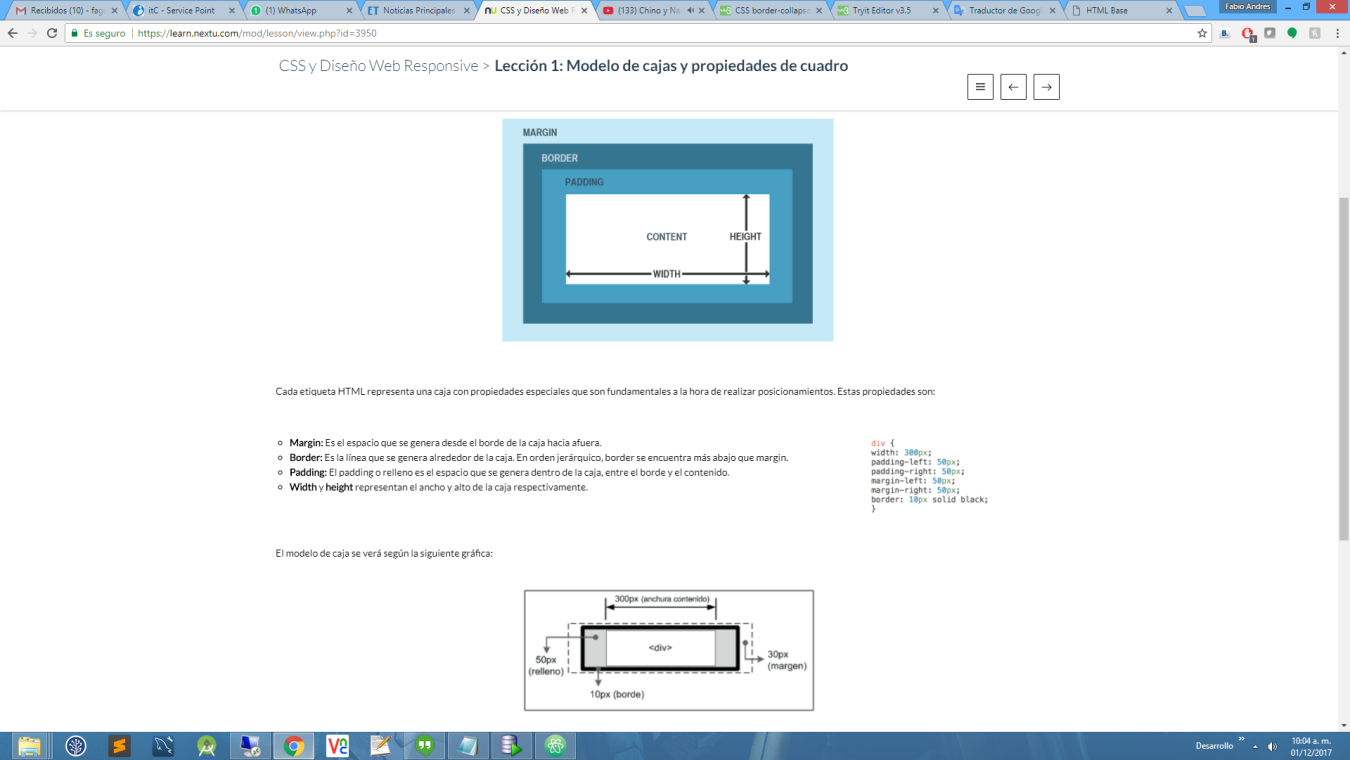 Recibidos (10) - fag
itC - Service Point
(1) WhatsApp
Noticias Principales
CSS y Diseño Web R
(133) Chino y Na
CSS border-collapse
Tryit Editor v3.5
Traductor de Goog
HTML Base
Fabio Andres
Es seguro
https://learn.nextu.com/mod/lesson/view.php?id=3950
CSS y Diseño Web Responsive > Lección 1: Modelo de cajas y propiedades de cuadro
MARGIN
BORDER
PADDING
CONTENT
HEIGHT
WIDTH
Cada etiqueta HTML representa una caja con propiedades especiales que son fundamentales a la hora de realizar posicionamientos. Estas propiedades son:
Margin: Es el espacio que se genera desde el borde de la caja hacia afuera.
Border: Es la línea que se genera alrededor de la caja. En orden jerárquico, border se encuentra más abajo que margin.
Padding: El padding o relleno es el espacio que se genera dentro de la caja, entre el borde y el contenido.
Width y height representan el ancho y alto de la caja respectivamente.
div {
width: 300px;
padding-left: 50px;
padding-right: 50px;
margin-left: 50px;
margin-right: 50px;
border: 10px solid black;
}
El modelo de caja se verá según la siguiente gráfica:
300px (anchura contenido)
<div>
50px
(relleno)
30px
(margen)
10px (borde)
Desarrollo
10:04 a. m.
01/12/2017